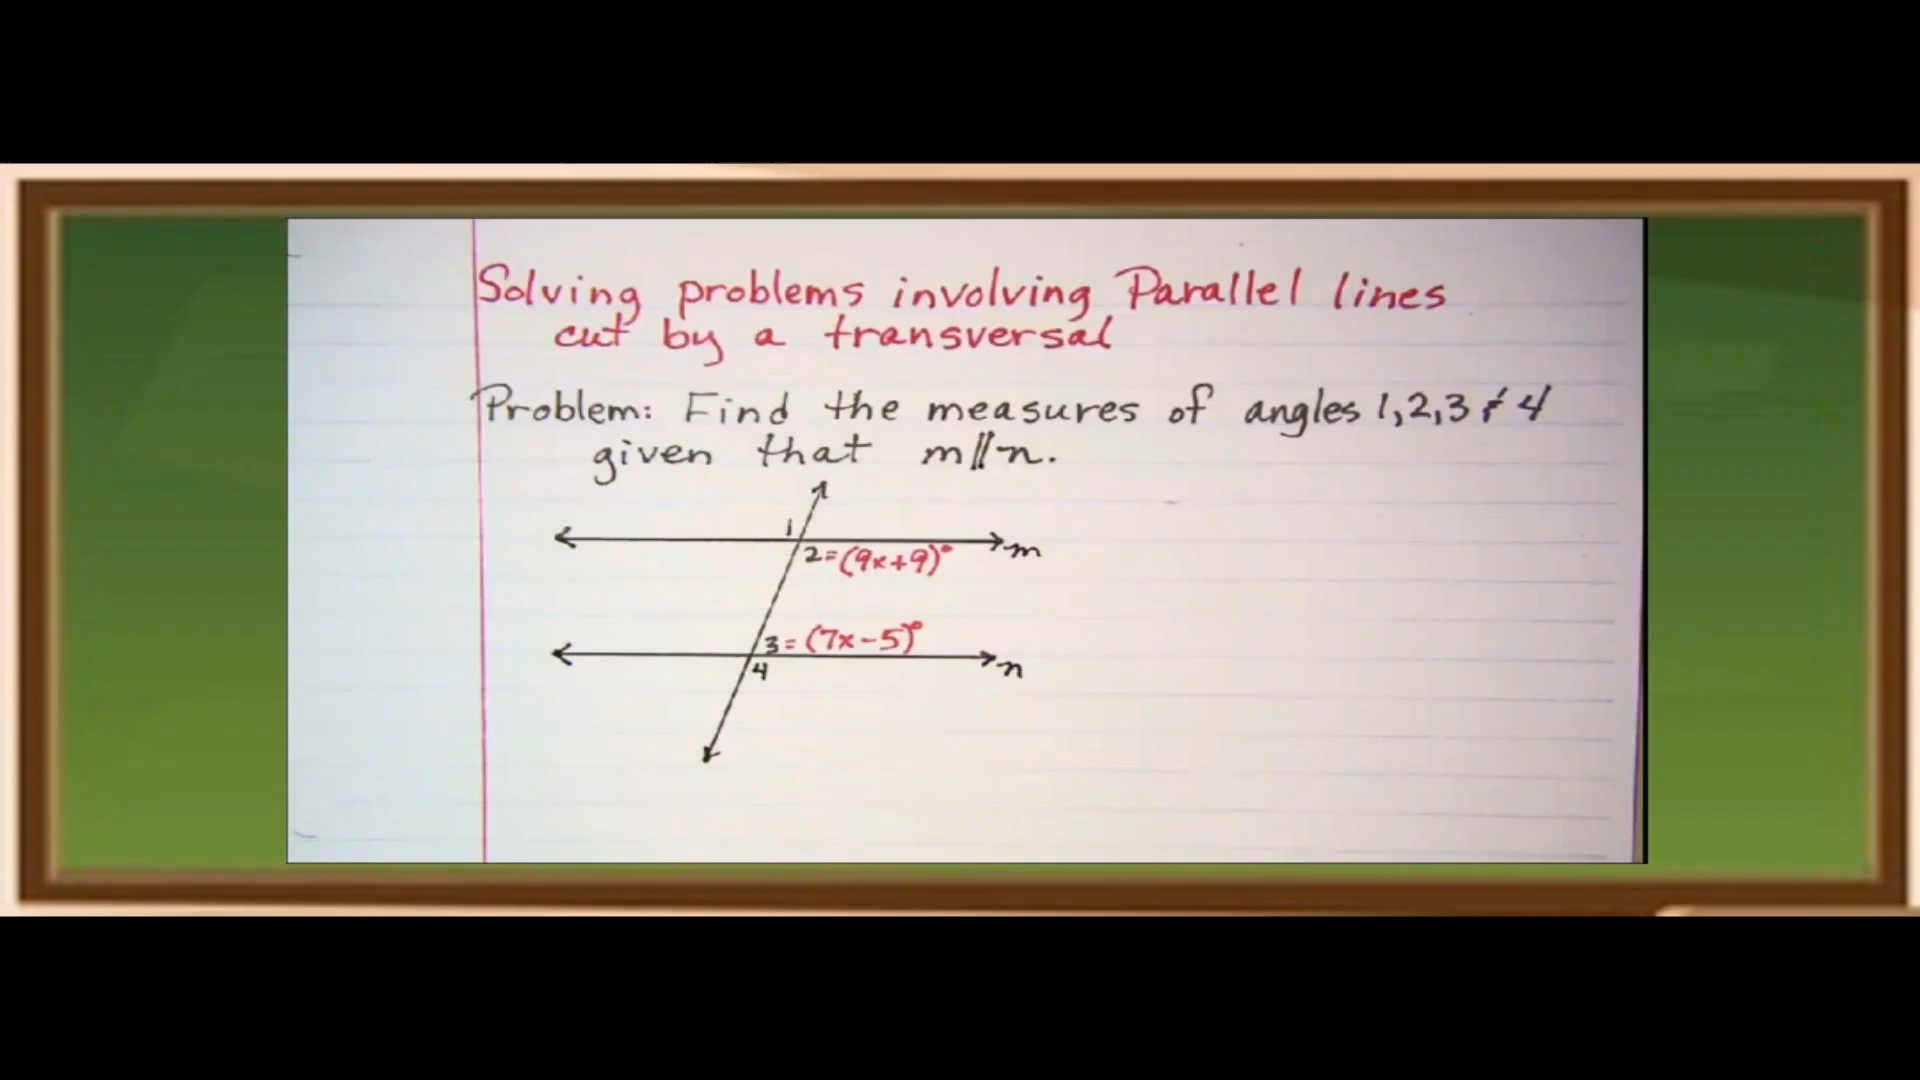 Solving problems involving Parallel lines
cut by a transversal
Problem: Find the measures of angles 1,2,3 & 4
given that m∥n.
1
2=(9x+9)°
m
3=(7x-5)°
4
n